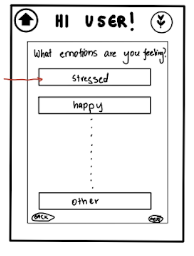 HI USER!
What emotions are you feeling?
stressed
happy
other
BACK